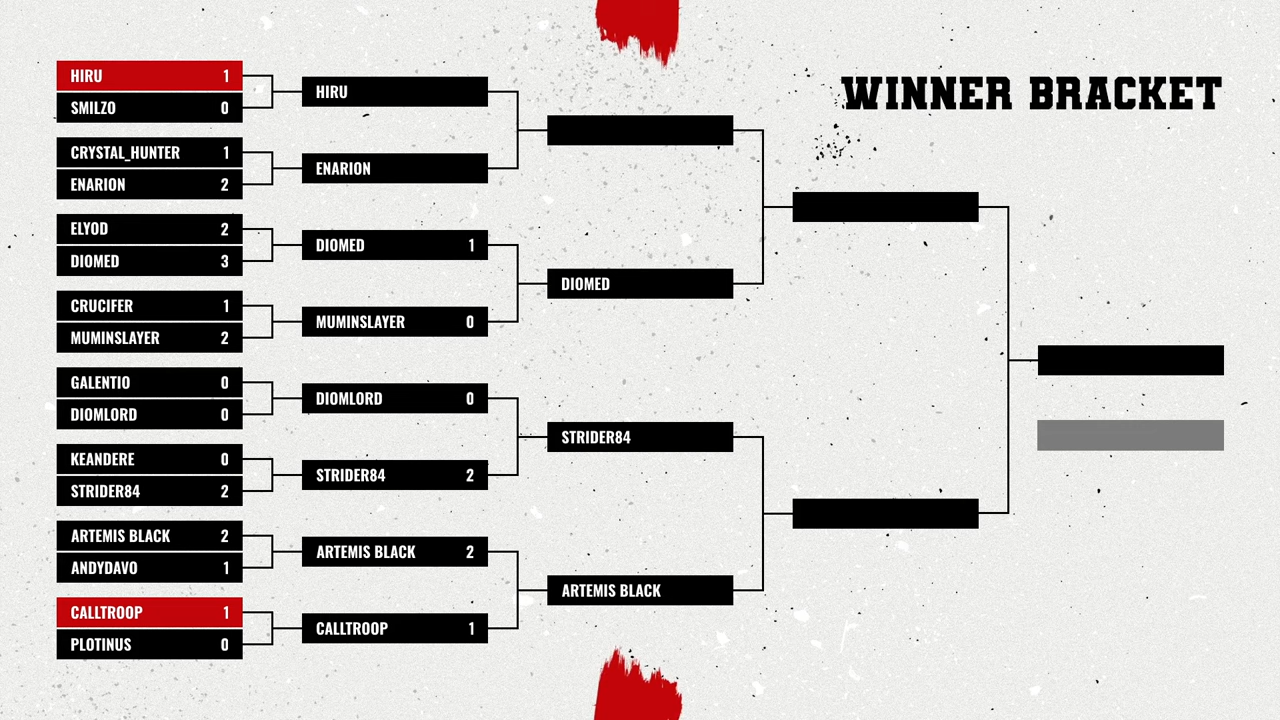 WINNER BRACKET
HIRU 1
SMILZO 0
CRYSTAL_HUNTER 1
ENARION 2
ELYOD 2
DIOMED 3
CRUCIFER 1
MUMINSLAYER 2
GALENTIO 0
DIOMLORD 0
KEANDERE 0
STRIDER84 2
ARTEMIS BLACK 2
ANDYDAVO 1
CALLTROOP 1
PLOTINUS 0
HIRU
ENARION
DIOMED 1
MUMINSLAYER 0
DIOMLORD 0
STRIDER84 2
ARTEMIS BLACK 2
CALLTROOP 1
DIOMED
STRIDER84
ARTEMIS BLACK